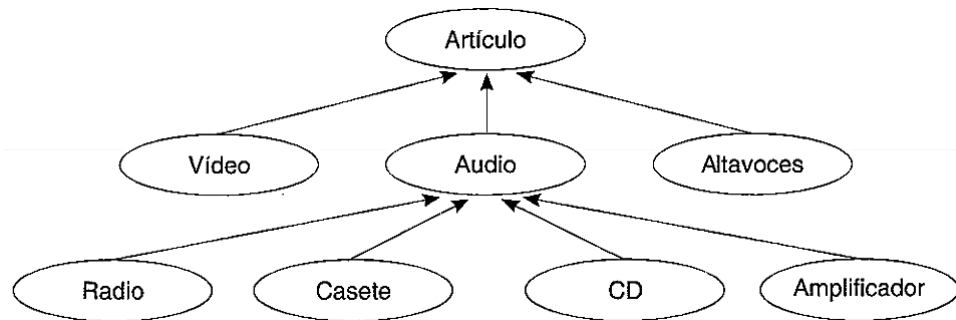 Artículo
Vídeo
Audio
Altavoces
Radio
Casete
CD
Amplificador